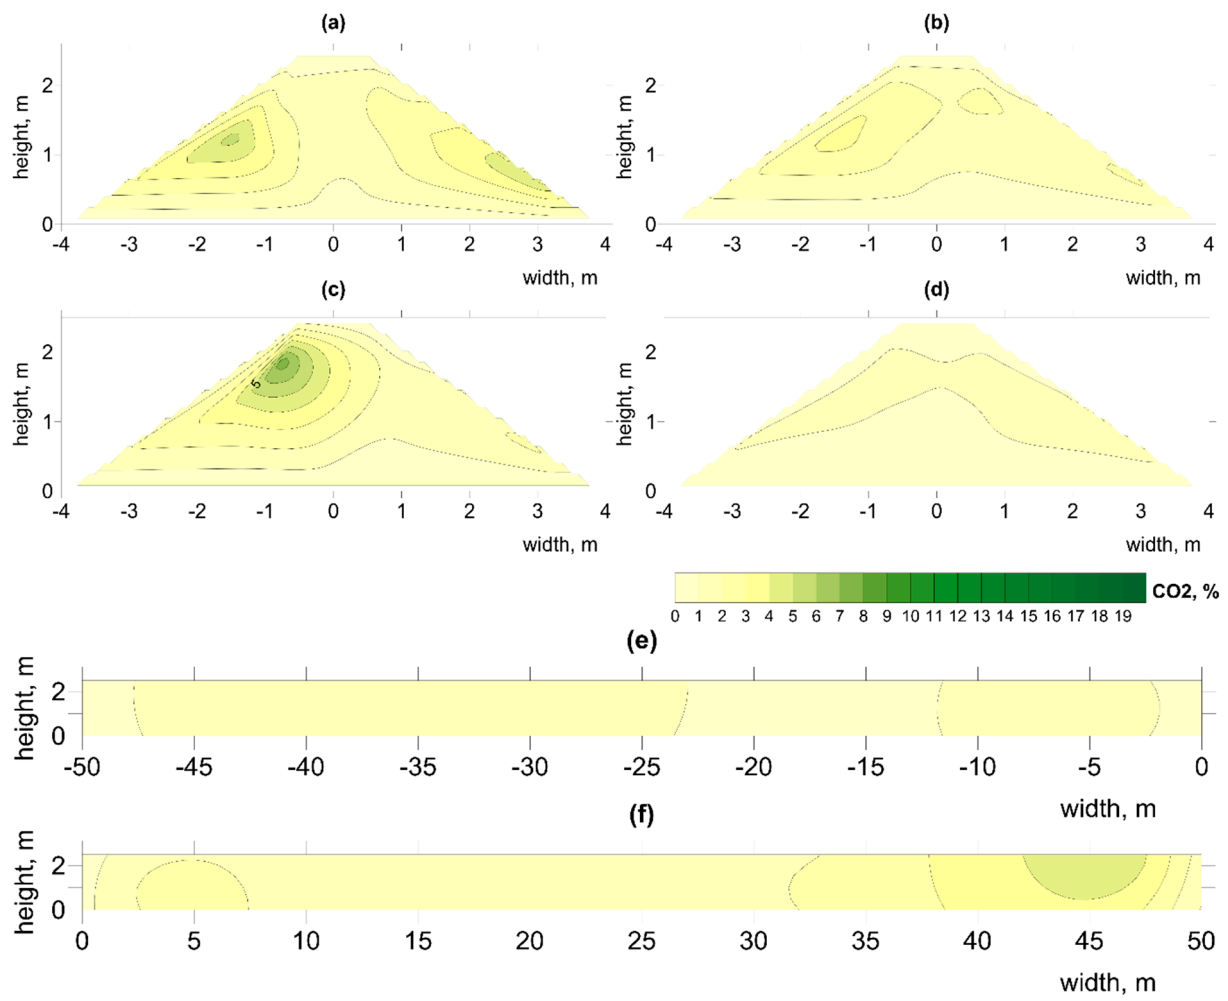 (a)
(b)
height, m
2
1
0
-4 -3 -2 -1 0 1 2 3 4
width, m
height, m
2
1
0
-4 -3 -2 -1 0 1 2 3 4
width, m
(c)
(d)
height, m
2
1
0
5
-4 -3 -2 -1 0 1 2 3 4
width, m
height, m
2
1
0
-4 -3 -2 -1 0 1 2 3 4
width, m
CO2, %
0 1 2 3 4 5 6 7 8 9 10 11 12 13 14 15 16 17 18 19
(e)
height, m
2
0
-50 -45 -40 -35 -30 -25 -20 -15 -10 -5 0
width, m
(f)
height, m
2
0
0 5 10 15 20 25 30 35 40 45 50
width, m